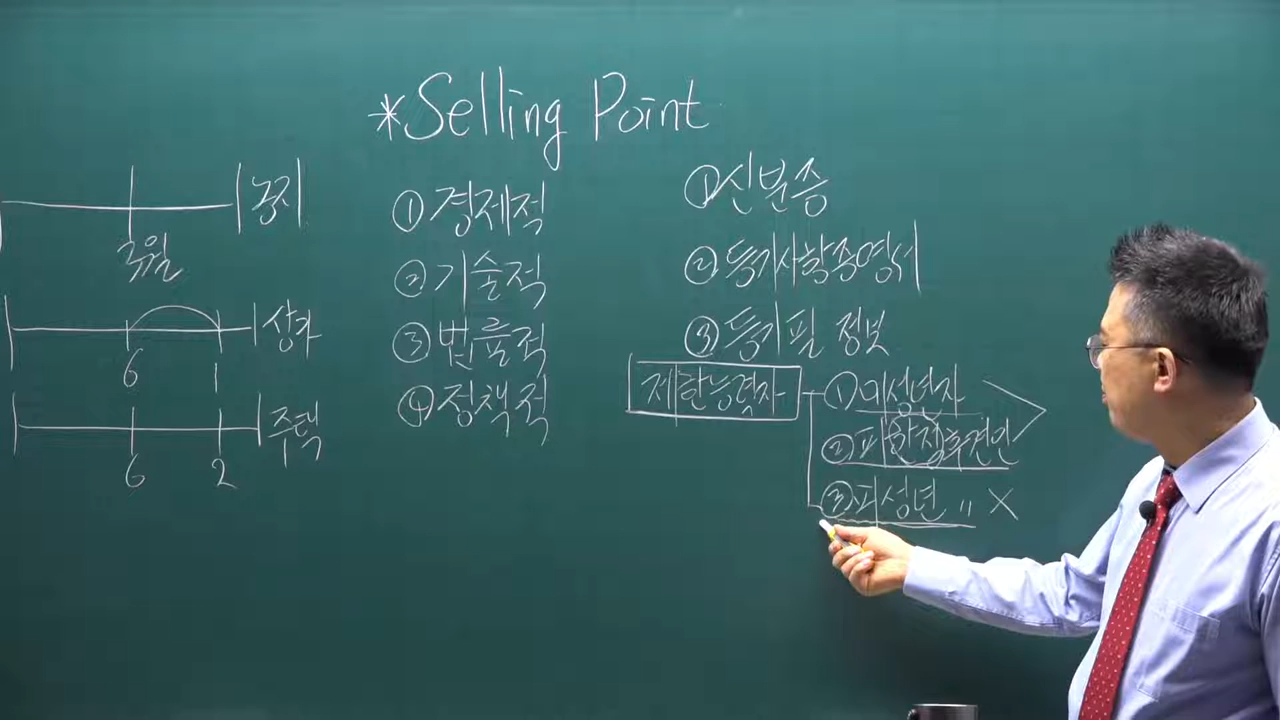 *Selling Point
농지
3월
상가
6 1
주택
6 2
①경제적
②기술적
③법률적
④정책적
①신분증
②등기사항증명서
③등기필 정보
제한능력자
①미성년자
②피한정후견인
③피성년 〃 X